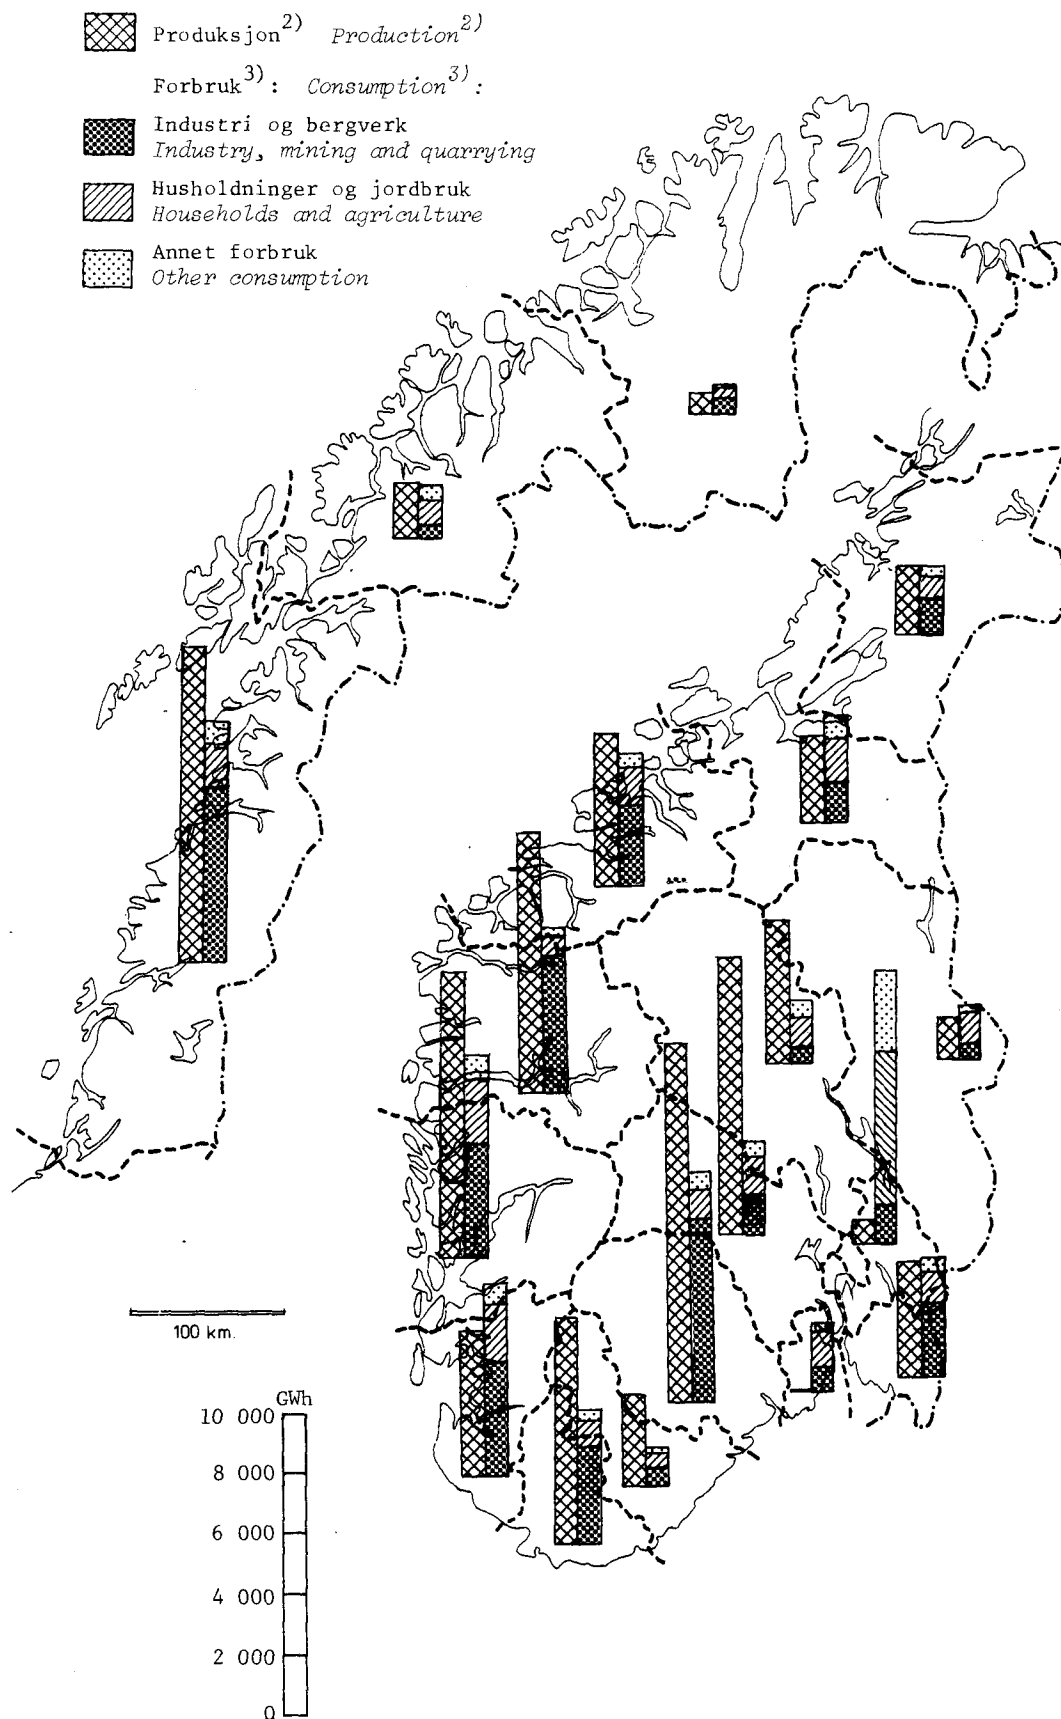 Produksjon2) Production2)
Forbruk3): Consumption3):
Industri og bergverk
Industry, mining and quarrying
Husholdninger og jordbruk
Households and agriculture
Annet forbruk
Other consumption
100 km.
GWh
10 000
8 000
6 000
4 000
2 000
0